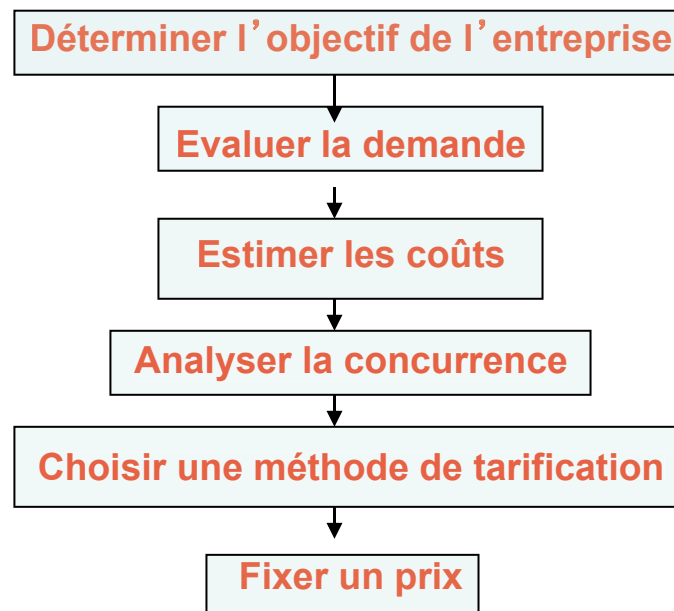 Déterminer l’objectif de l’entreprise
Evaluer la demande
Estimer les coûts
Analyser la concurrence
Choisir une méthode de tarification
Fixer un prix